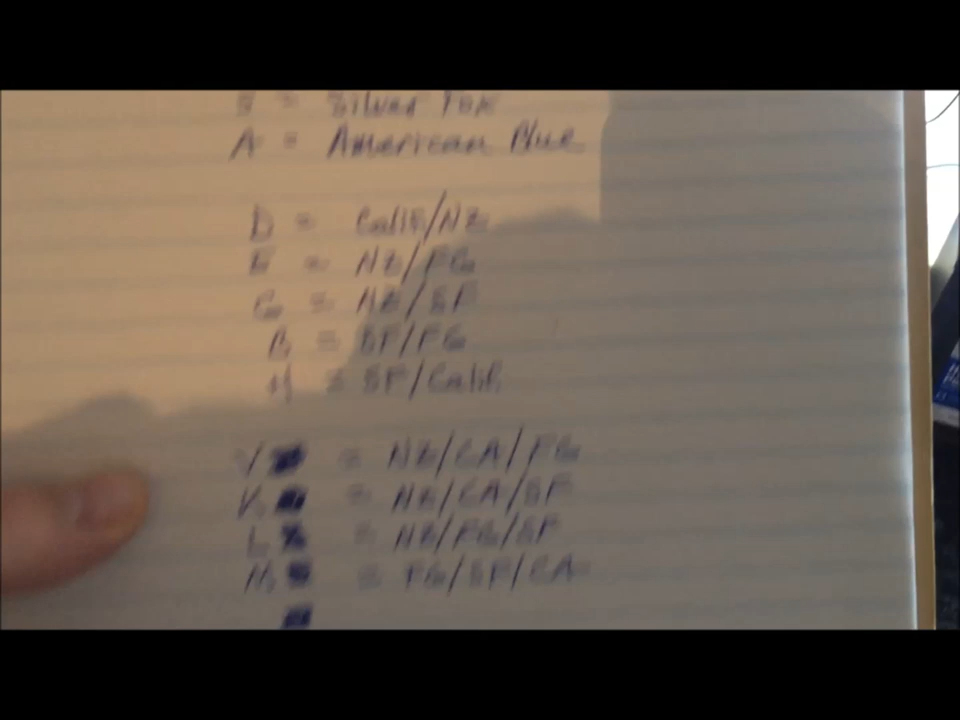 S = Silver Fox
A = American Blue
D = Calif/NZ
E = NZ/FG
G = NZ/SF
B = SF/FG
H = SF/Calif
V = NZ/CA/FG
K = NZ/CA/SF
L = NZ/FG/SF
M = FG/SF/CA